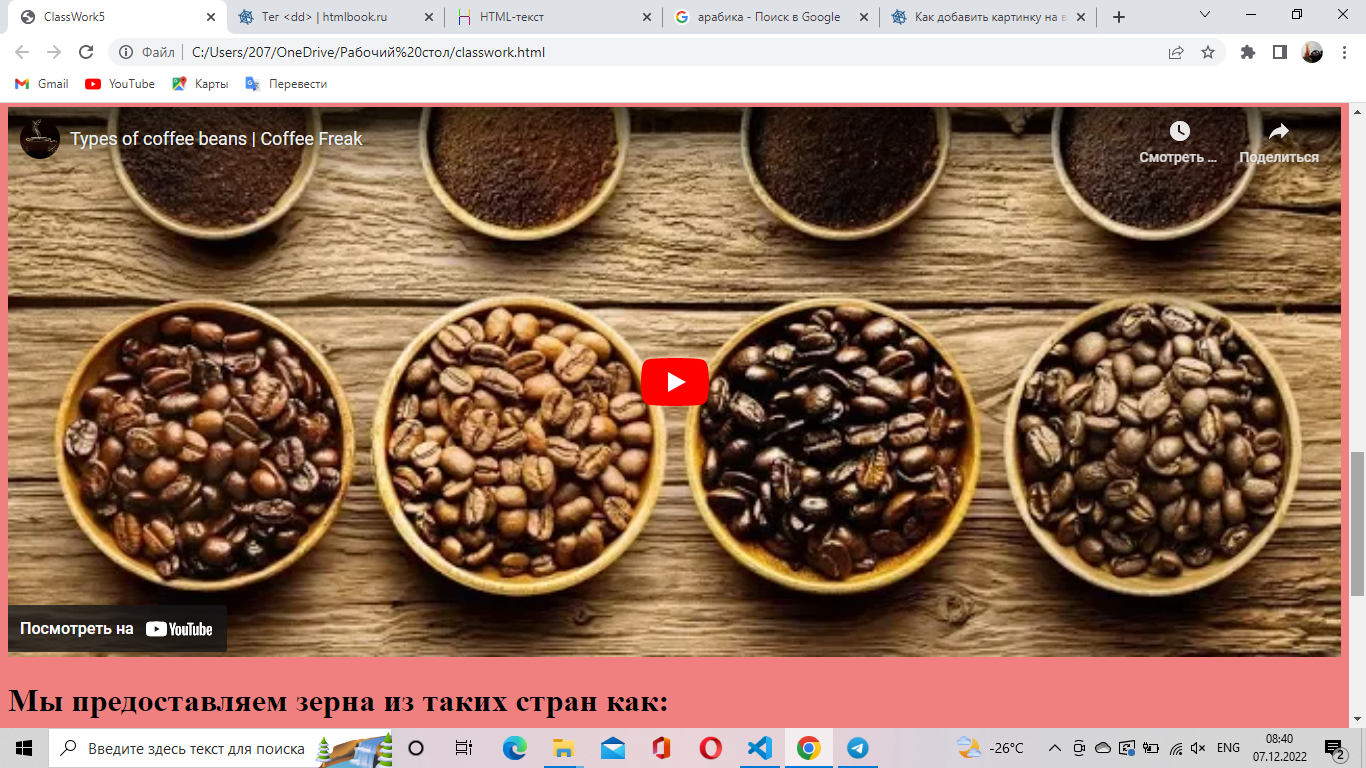 ClassWork5
Тег <dd> | htmlbook.ru
HTML-текст
арабика - Поиск в Google
Как добавить картинку на в
Файл
C:/Users/207/OneDrive/Рабочий%20стол/classwork.html
Gmail
YouTube
Карты
Перевести
Types of coffee beans | Coffee Freak
Смотреть ...
Поделиться
Посмотреть на YouTube
Мы предоставляем зерна из таких стран как:
Введите здесь текст для поиска
-26°C
ENG
08:40
07.12.2022
2